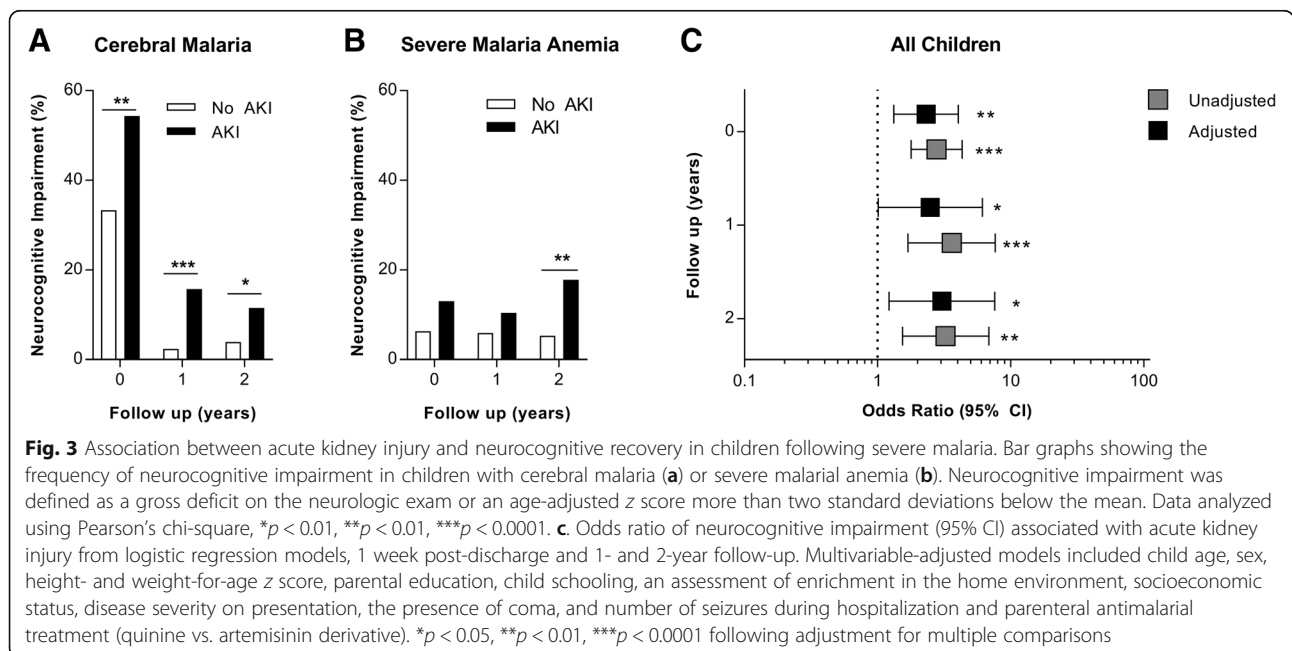 A Cerebral Malaria
60
40
20
0
Neurocognitive Impairment (%)
**
***
*
No AKI
AKI
0 1 2
Follow up (years)
B Severe Malaria Anemia
60
40
20
0
Neurocognitive Impairment (%)
No AKI
AKI
**
0 1 2
Follow up (years)
C All Children
Follow up (years)
0
1
2
**
***
*
***
*
**
0.1 1 10 100
Odds Ratio (95% CI)
Unadjusted
Adjusted
Fig. 3 Association between acute kidney injury and neurocognitive recovery in children following severe malaria. Bar graphs showing the
frequency of neurocognitive impairment in children with cerebral malaria (a) or severe malarial anemia (b). Neurocognitive impairment was
defined as a gross deficit on the neurologic exam or an age-adjusted z score more than two standard deviations below the mean. Data analyzed
using Pearson's chi-square, *p < 0.01, **p < 0.01, ***p < 0.0001. c. Odds ratio of neurocognitive impairment (95% CI) associated with acute kidney
injury from logistic regression models, 1 week post-discharge and 1- and 2-year follow-up. Multivariable-adjusted models included child age, sex,
height- and weight-for-age z score, parental education, child schooling, an assessment of enrichment in the home environment, socioeconomic
status, disease severity on presentation, the presence of coma, and number of seizures during hospitalization and parenteral antimalarial
treatment (quinine vs. artemisinin derivative). *p < 0.05, **p < 0.01, ***p < 0.0001 following adjustment for multiple comparisons